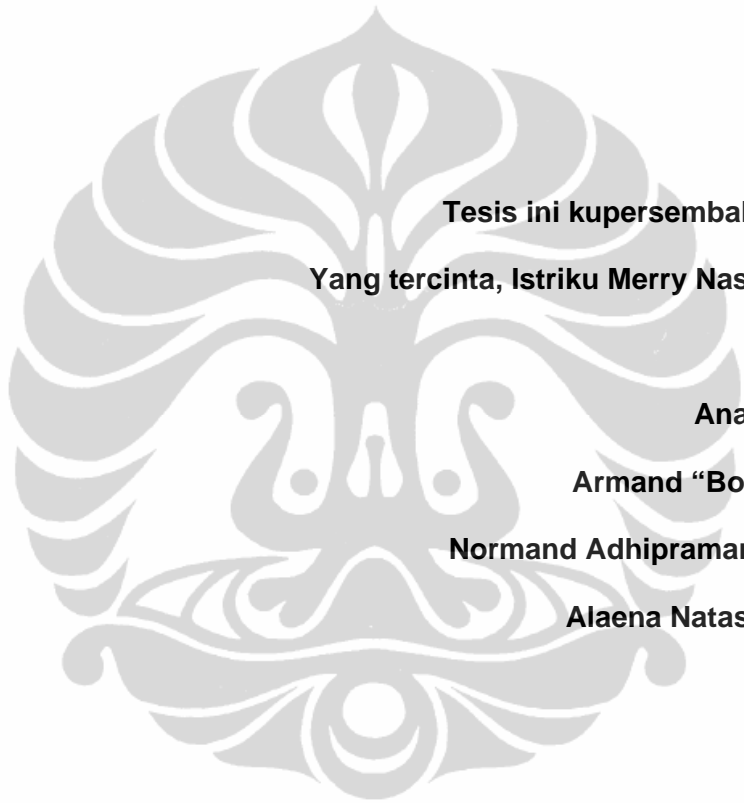 Tesis ini kupersembal
Yang tercinta, Istriku Merry Nas
Ana
Armand “Bo
Normand Adhipramar
Alaena Natas